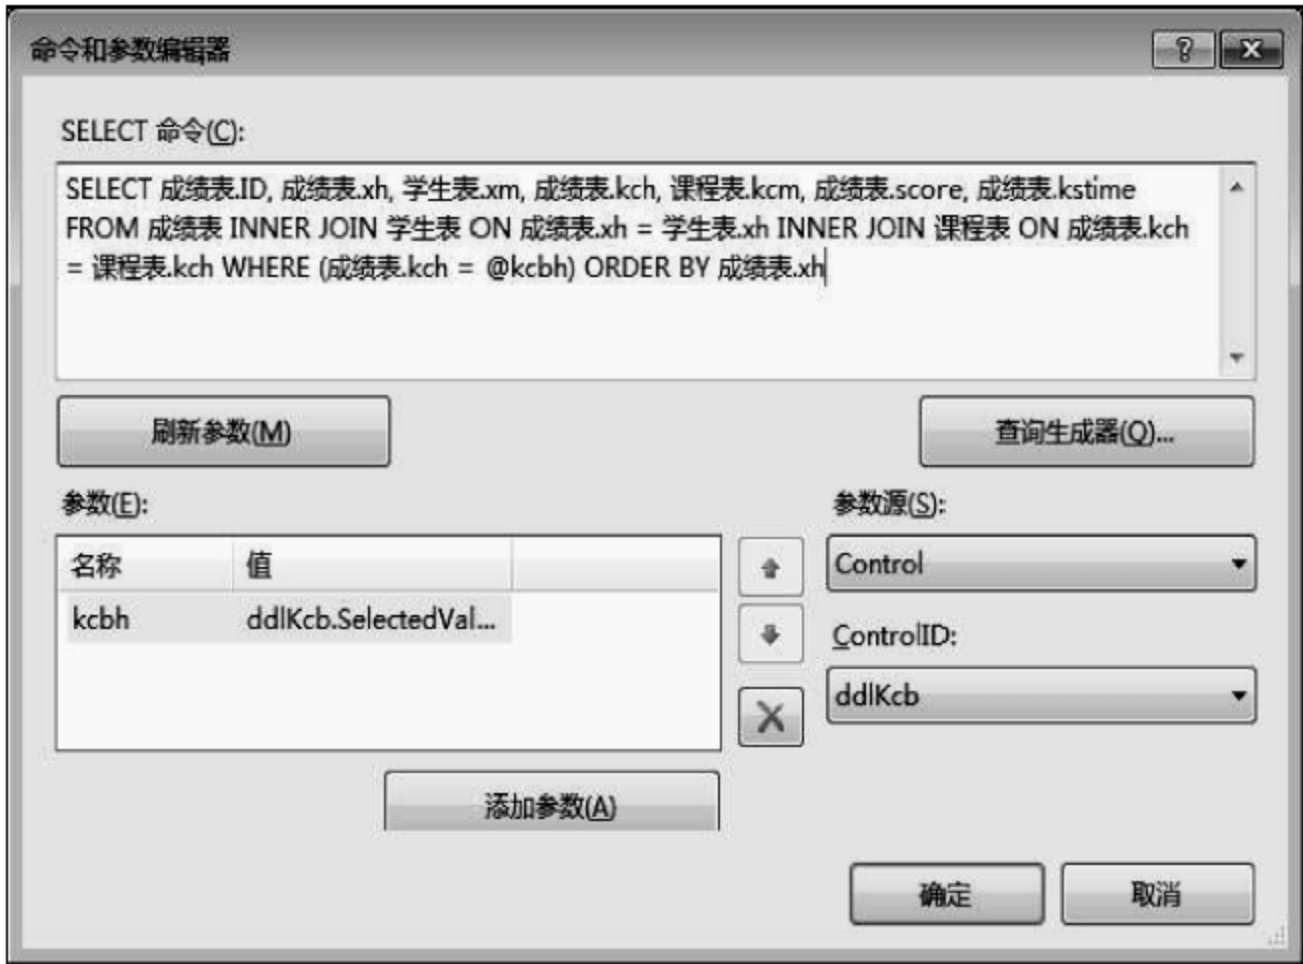 命令和参数编辑器
SELECT 命令(C):
SELECT 成绩表.ID, 成绩表.xh, 学生表.xm, 成绩表.kch, 课程表.kcm, 成绩表.score, 成绩表.kstime
FROM 成绩表 INNER JOIN 学生表 ON 成绩表.xh = 学生表.xh INNER JOIN 课程表 ON 成绩表.kch
= 课程表.kch WHERE (成绩表.kch = @kcbh) ORDER BY 成绩表.xh
刷新参数(M)
查询生成器(Q)...
参数(E):
参数源(S):
名称 值
Control
kcbh ddlKcb.SelectedVal...
ControlID:
ddlKcb
添加参数(A)
确定 取消